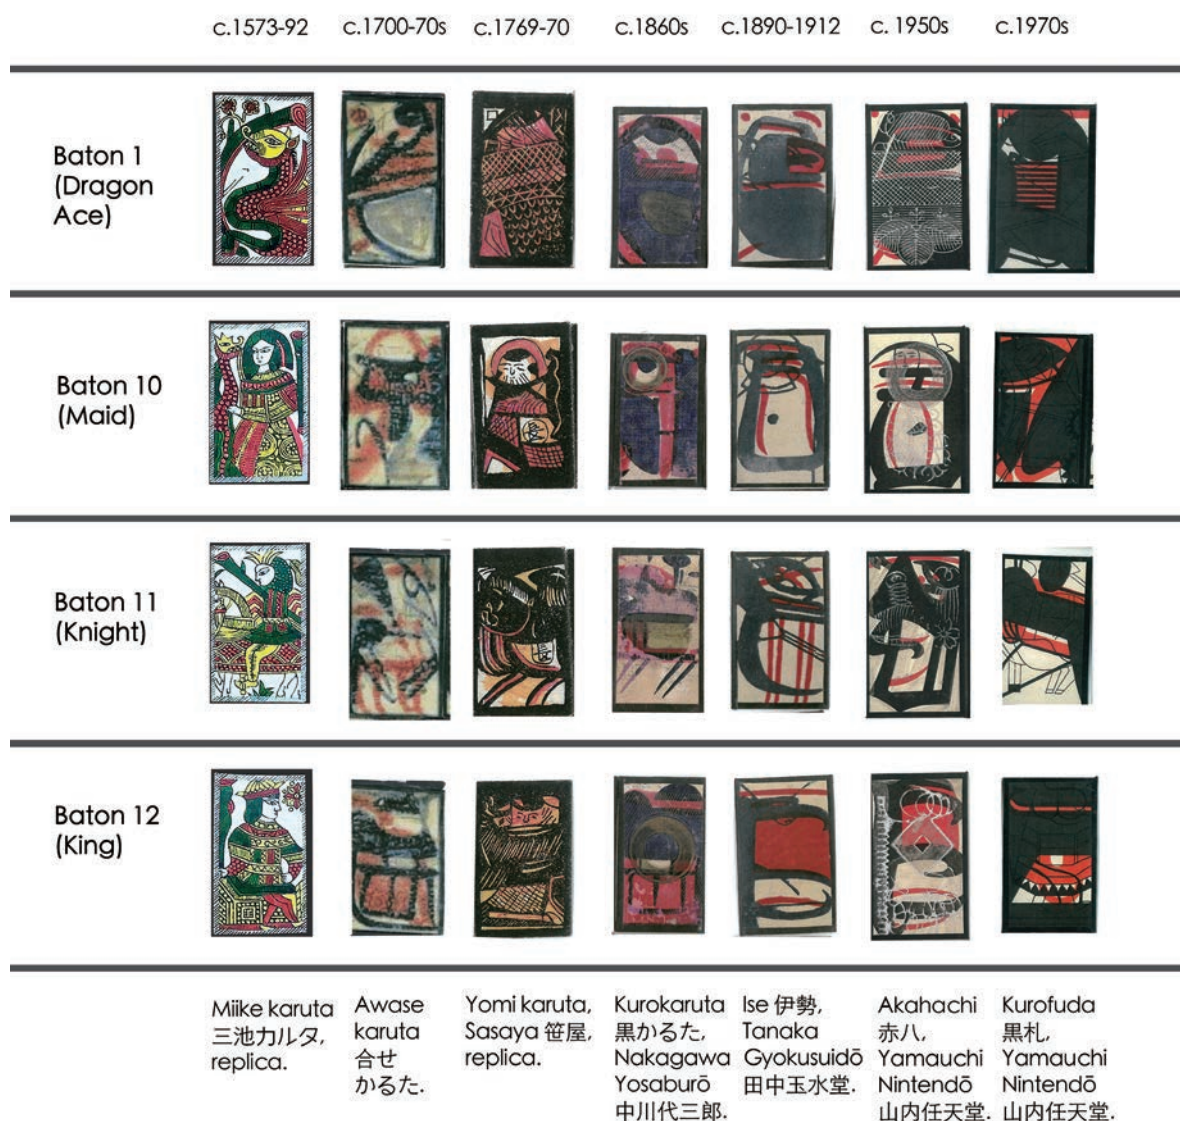 c.1573-92
c.1700-70s
c.1769-70
c.1860s
c.1890-1912
c. 1950s
c.1970s
Baton 1
(Dragon
Ace)
Baton 10
(Maid)
Baton 11
(Knight)
Baton 12
(King)
Miike karuta
三池カルタ,
replica.
Awase
karuta
合せ
かるた.
Yomi karuta,
Sasaya 笹屋,
replica.
Kurokaruta
黒かるた,
Nakagawa
Yosaburō
中川代三郎.
Ise 伊勢,
Tanaka
Gyokusuidō
田中玉水堂.
Akahachi
赤八,
Yamauchi
Nintendō
山内任天堂.
Kurofuda
黒札,
Yamauchi
Nintendō
山内任天堂.